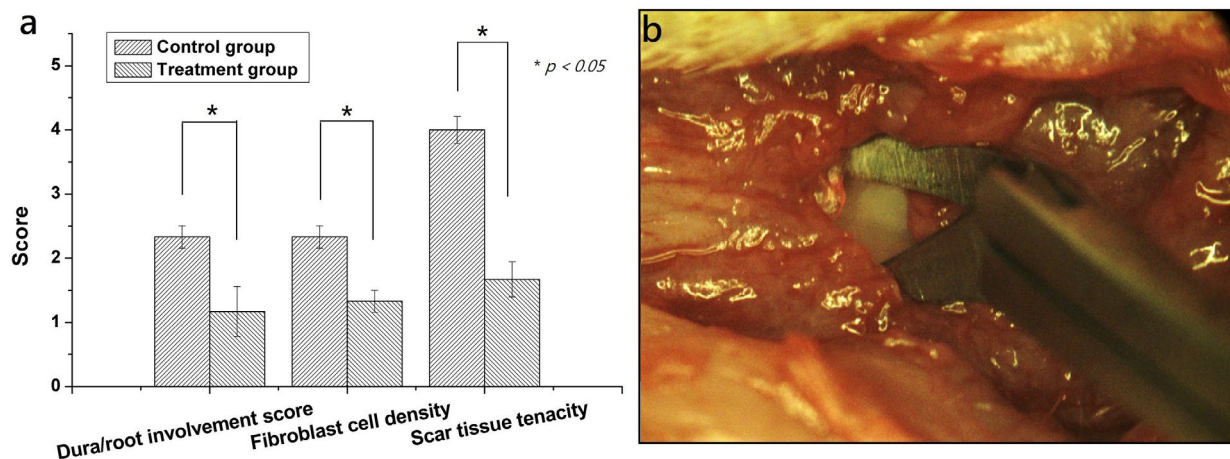 a
Control group
Treatment group
* p < 0.05
*
*
*
Score
5
4
3
2
1
0
Dura/root involvement score
Fibroblast cell density
Scar tissue tenacity
b